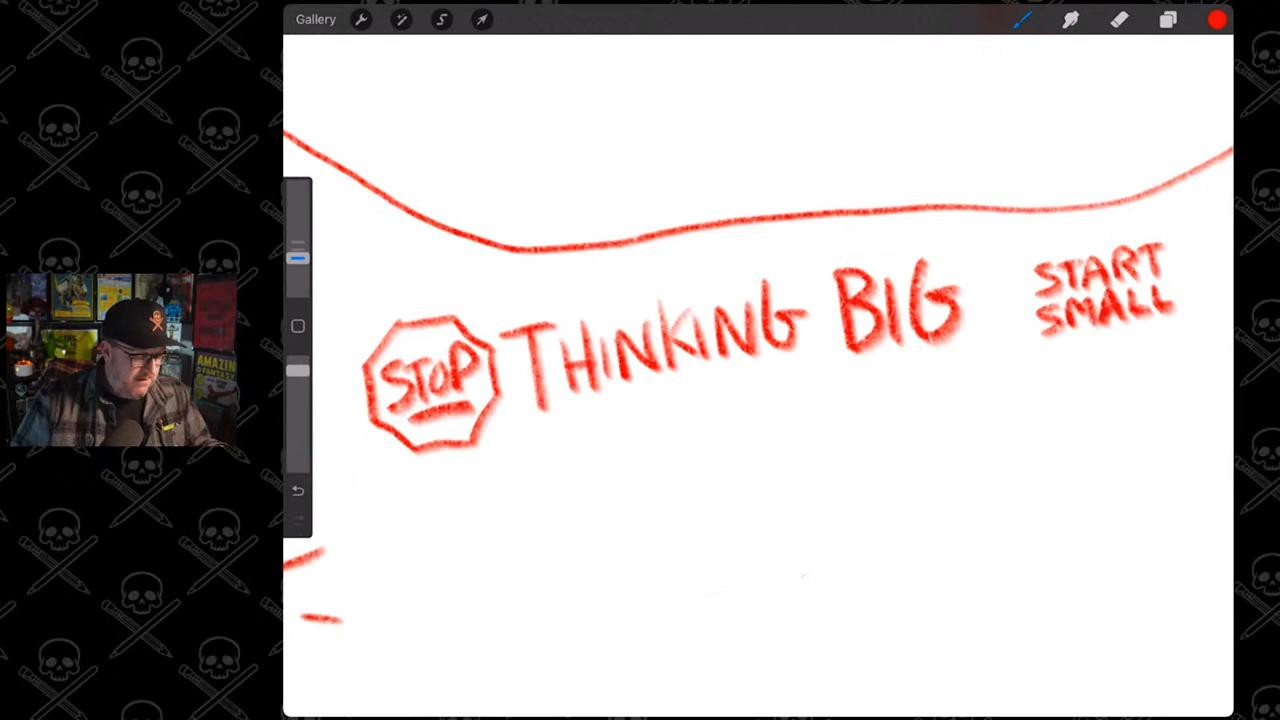 Gallery
STOP THINKING BIG
START
SMALL
AMAZING
FANTASY